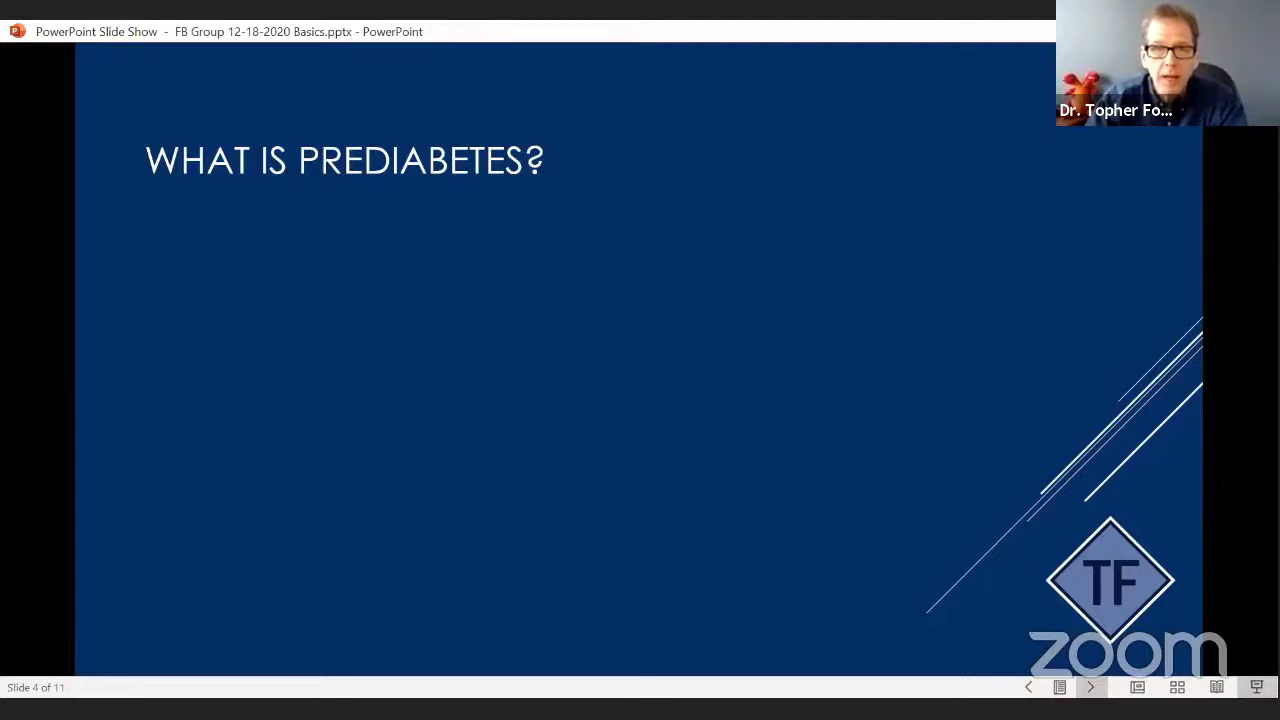 PowerPoint Slide Show - FB Group 12-18-2020 Basics.pptx - PowerPoint
Dr. Topher Fo...
WHAT IS PREDIABETES?
TF
zoom
Slide 4 of 11